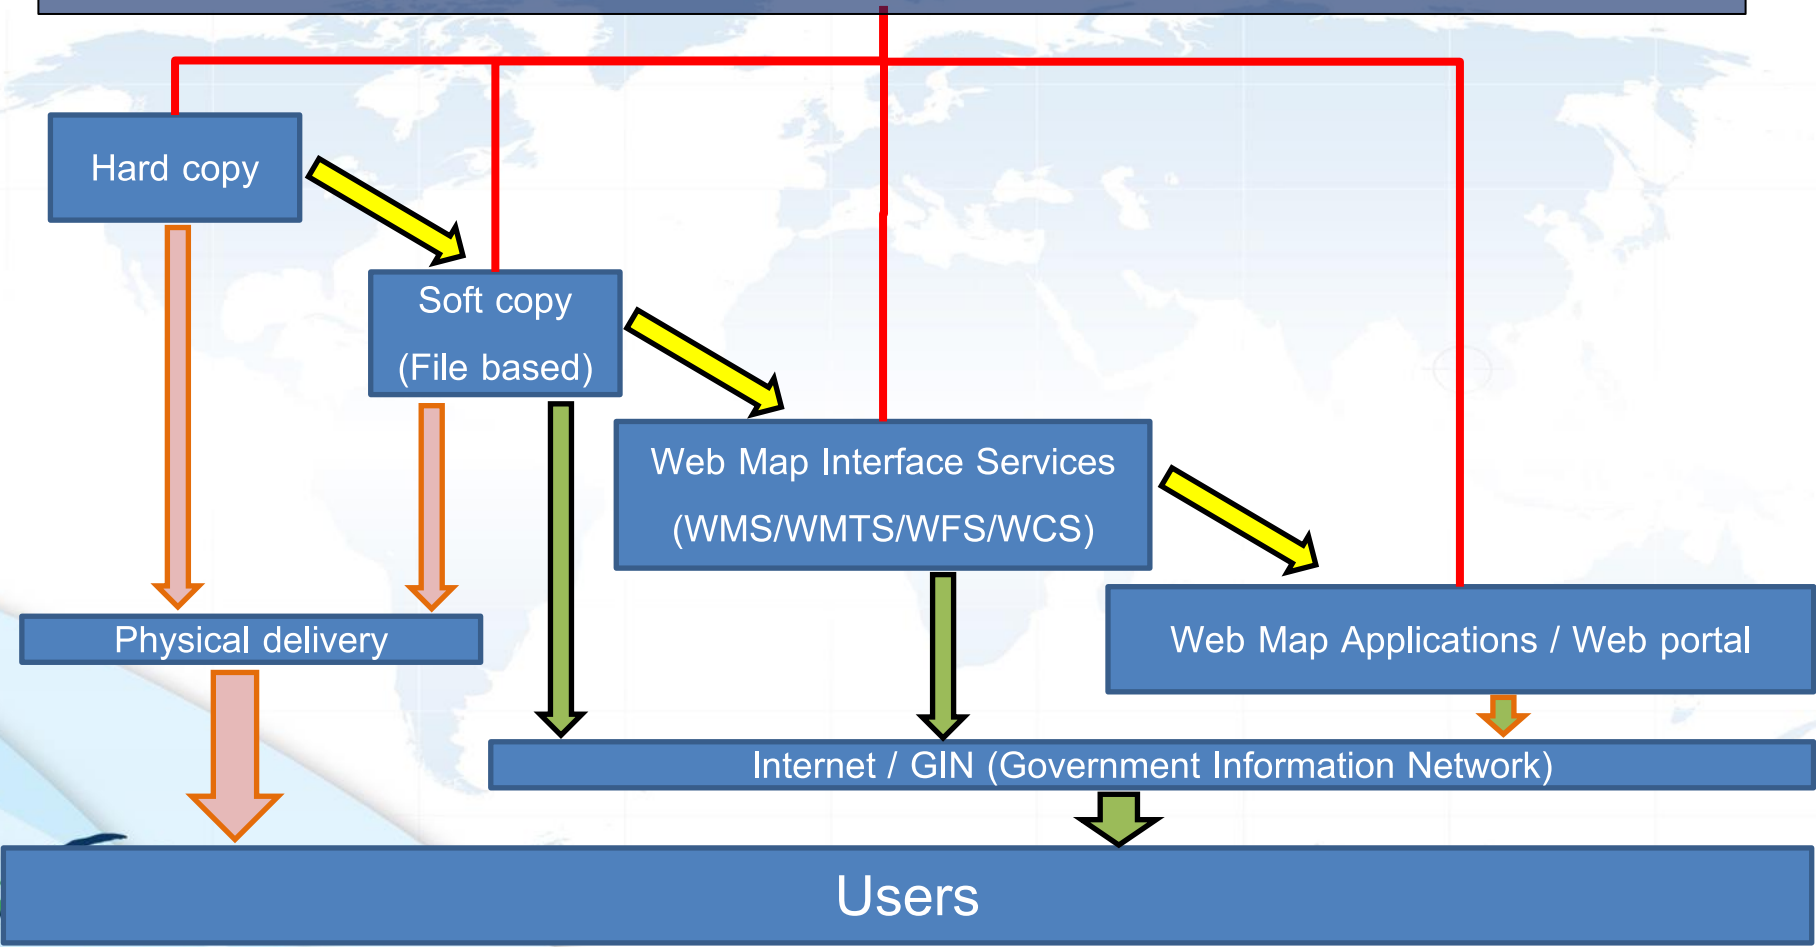 Hard copy
Soft copy
(File based)
Web Map Interface Services
(WMS/WMTS/WFS/WCS)
Physical delivery
Web Map Applications / Web portal
Internet / GIN (Government Information Network)
Users